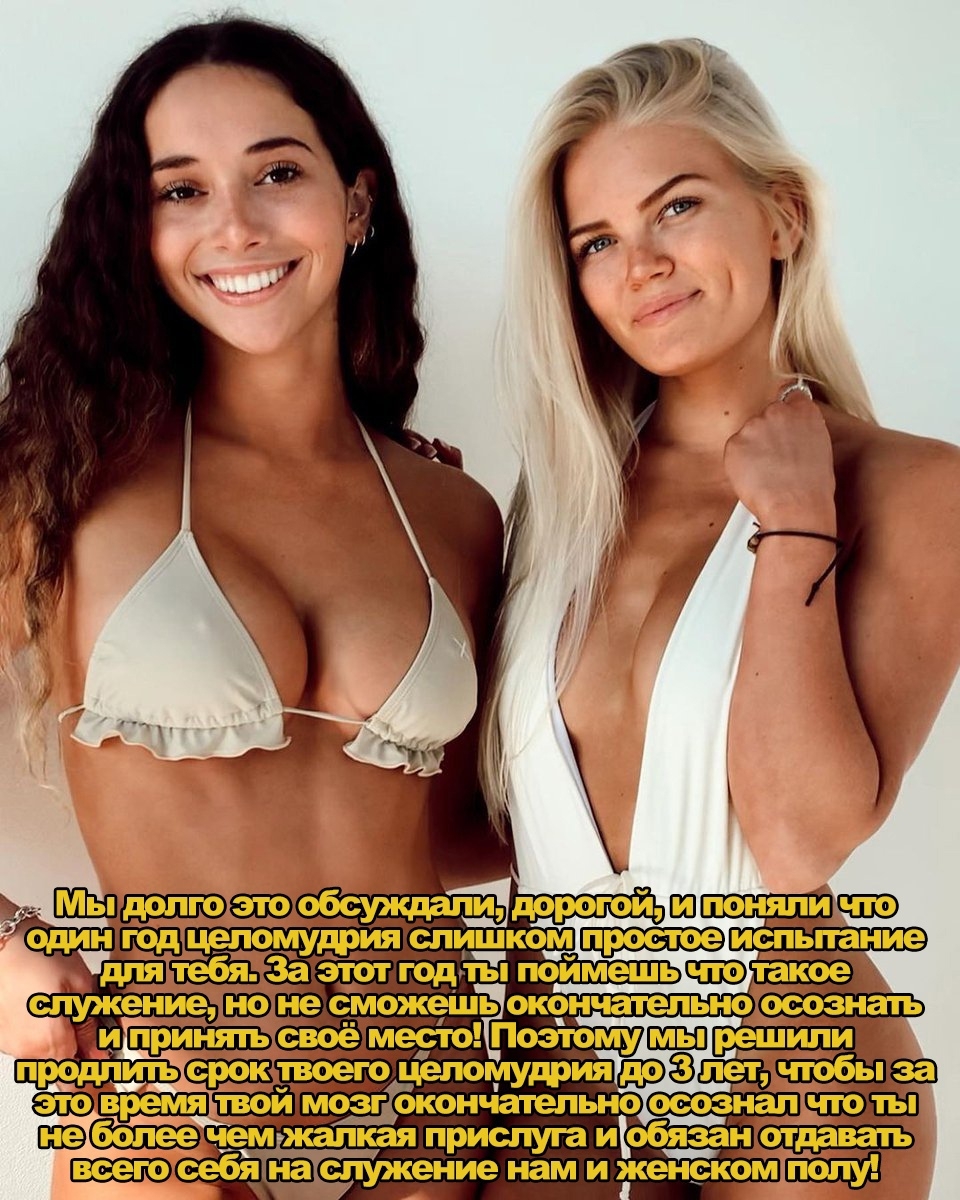 Мы долго это обсуждали, дорогой, и поняли что
один год целомудрия слишком простое испытание
для тебя. За этот год ты поймешь что такое
служение, но не сможешь окончательно осознать
и принять своё место! Поэтому мы решили
продлить срок твоего целомудрия до 3 лет, чтобы за
это время твой мозг окончательно осознал что ты
не более чем жалкая прислуга и обязан отдавать
всего себя на служение нам и женском полу!